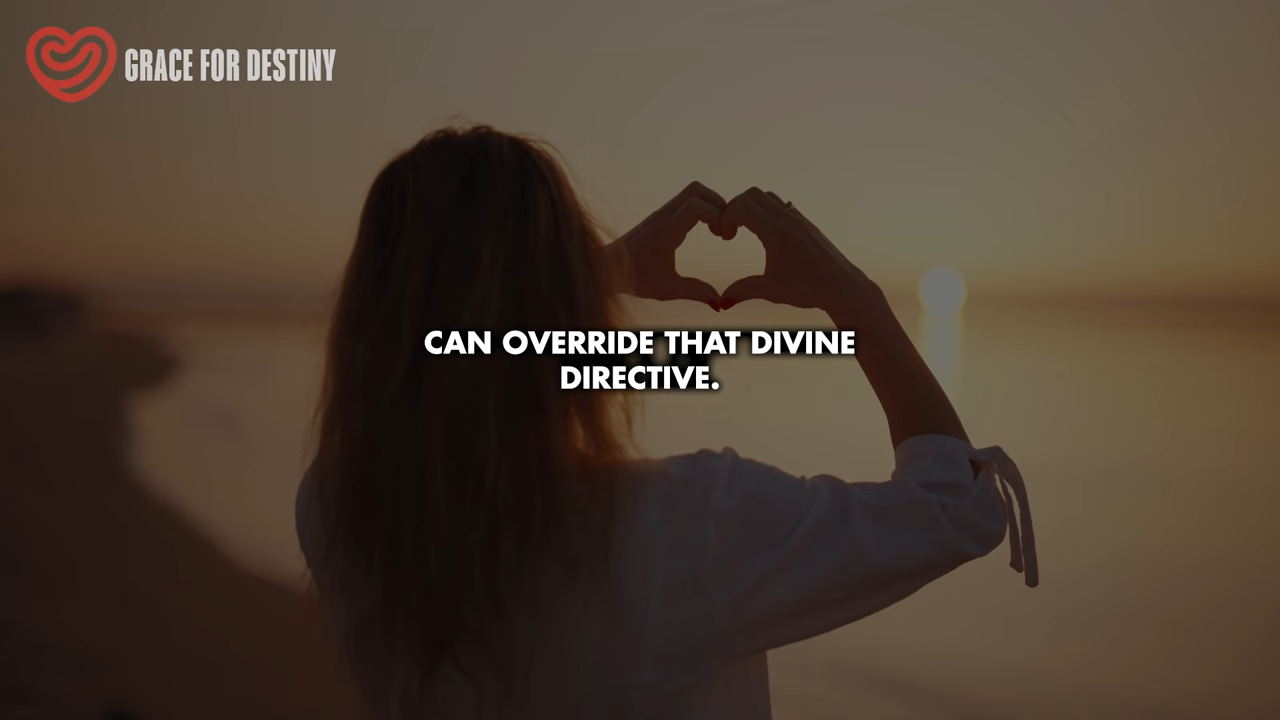 GRACE FOR DESTINY
CAN OVERRIDE THAT DIVINE
DIRECTIVE.